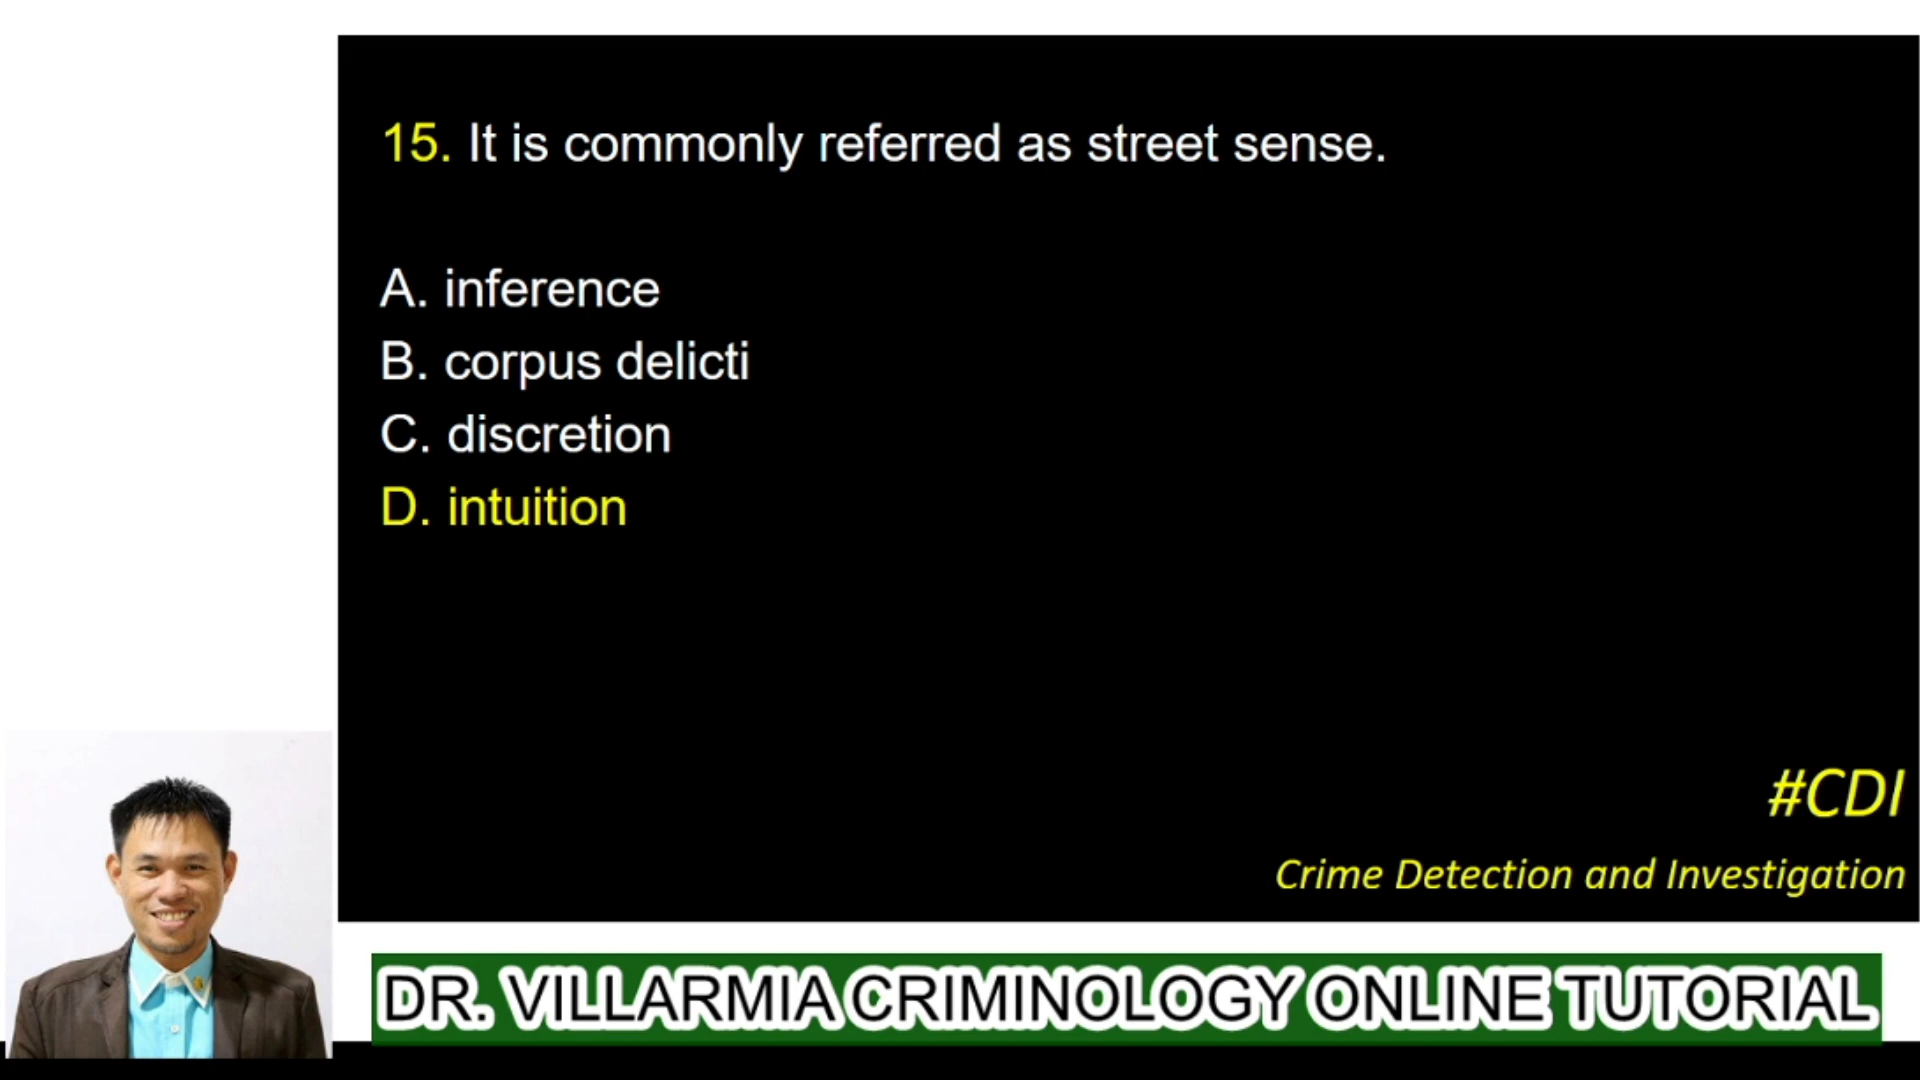 15. It is commonly referred as street sense.
A. inference
B. corpus delicti
C. discretion
D. intuition
#CDI
Crime Detection and Investigation
DR. VILLARMIA CRIMINOLOGY ONLINE TUTORIAL